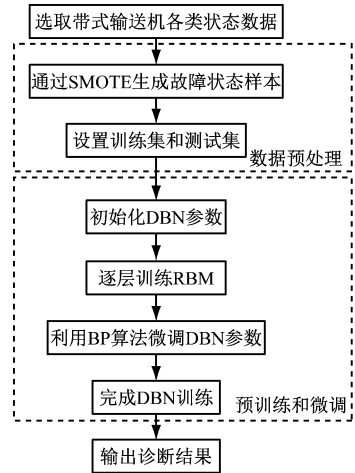 选取带式输送机各类状态数据
通过SMOTE生成故障状态样本
设置训练集和测试集
数据预处理
初始化DBN参数
逐层训练RBM
利用BP算法微调DBN参数
完成DBN训练
预训练和微调
输出诊断结果